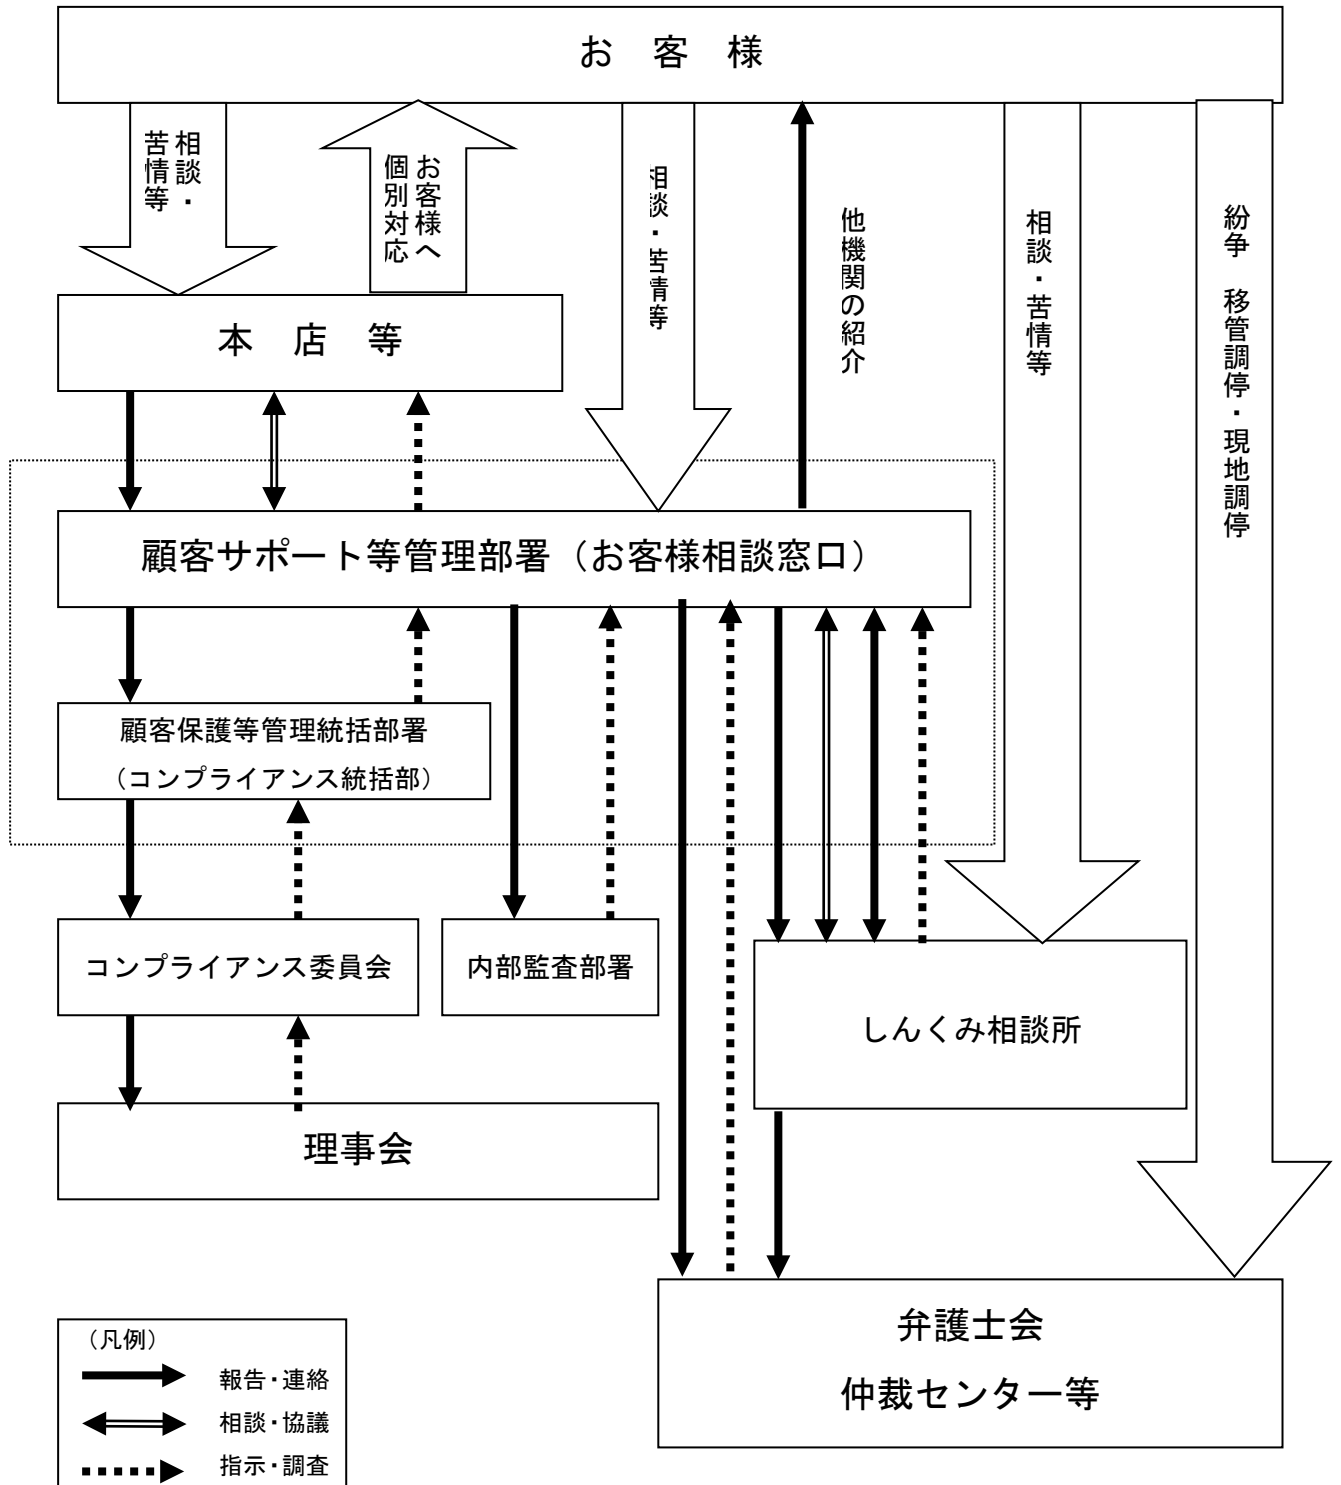 お　客　様
相談・
苦情等
お客様へ
個別対応
相談・苦情等
他機関の紹介
相談・苦情等
紛争　移管調停・現地調停
本　店　等
顧客サポート等管理部署（お客様相談窓口）
顧客保護等管理統括部署
（コンプライアンス統括部）
コンプライアンス委員会
内部監査部署
しんくみ相談所
理事会
弁護士会
仲裁センター等
（凡例）
報告・連絡
相談・協議
指示・調査